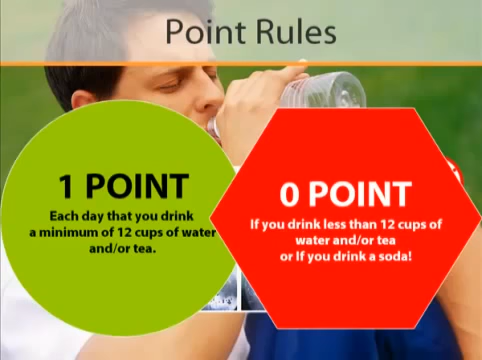 Point Rules
1 POINT
Each day that you drink
a minimum of 12 cups of water
and/or tea.
0 POINT
If you drink less than 12 cups of
water and/or tea
or If you drink a soda!